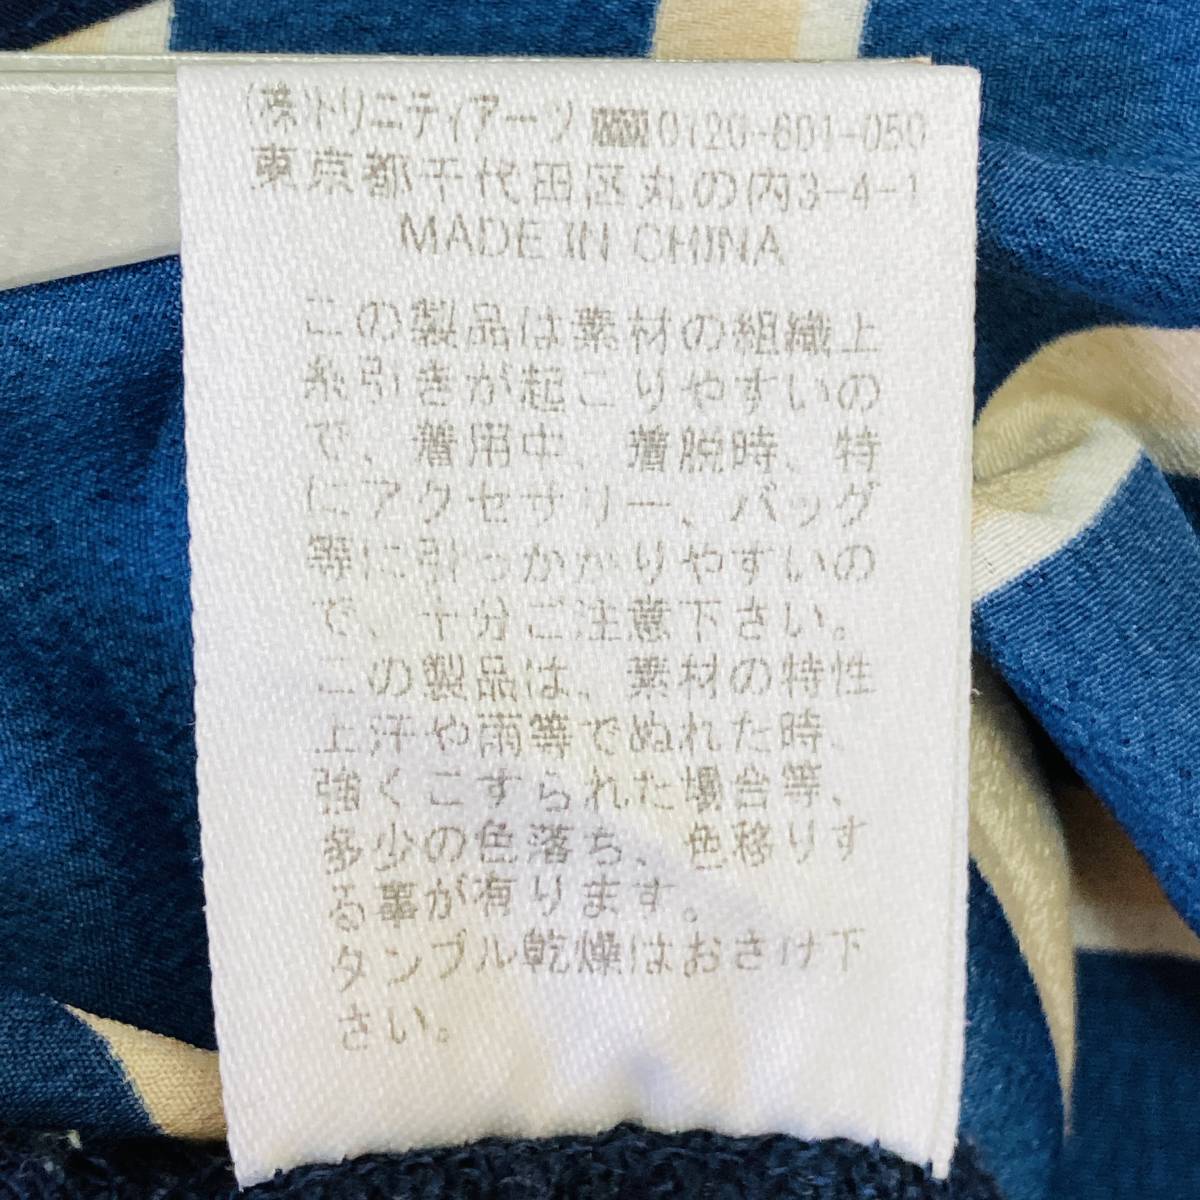 (株)トリニティアーツ 0120-601-050
東京都千代田区丸の内3-4-1
MADE IN CHINA
この製品は素材の組織上
糸引きが起こりやすいの
で、着用中、着脱時、特
にアクセサリー、バッグ
等に引っかかりやすいの
で、十分ご注意下さい。
この製品は、素材の特性
上汗や雨等でぬれた時、
強くこすられた場合等、
多少の色落ち、色移りす
る事が有ります。
タンブル乾燥はおさけ下
さい。